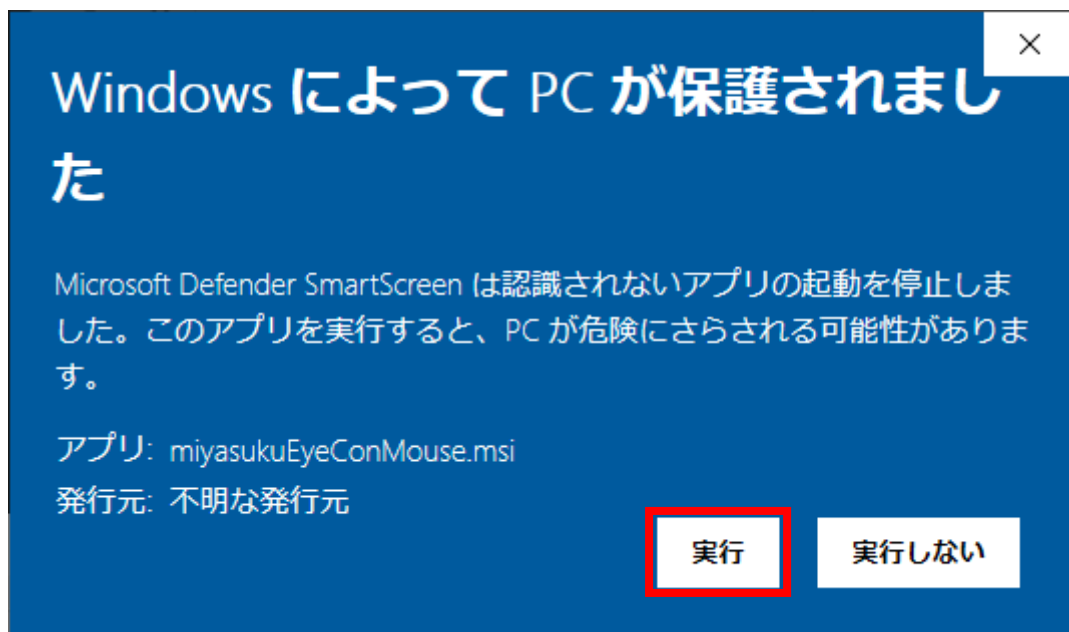 Windows によって PC が保護されまし
た
Microsoft Defender SmartScreen は認識されないアプリの起動を停止しま
した。このアプリを実行すると、PC が危険にさらされる可能性がありま
す。
アプリ: miyasukuEyeConMouse.msi
発行元: 不明な発行元
実行 実行しない